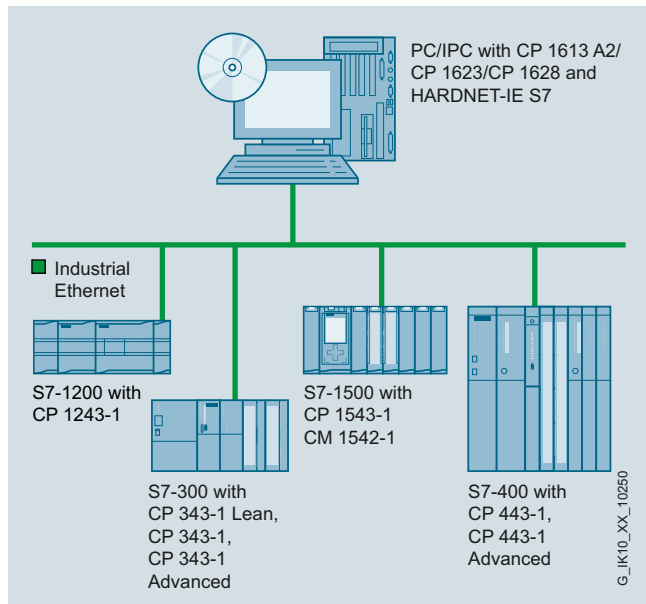 PC/IPC with CP 1613 A2/
CP 1623/CP 1628 and
HARDNET-IE S7
Industrial
Ethernet
S7-1200 with
CP 1243-1
S7-300 with
CP 343-1 Lean,
CP 343-1,
CP 343-1
Advanced
S7-1500 with
CP 1543-1
CM 1542-1
S7-400 with
CP 443-1,
CP 443-1
Advanced
G_IK10_XX_10250